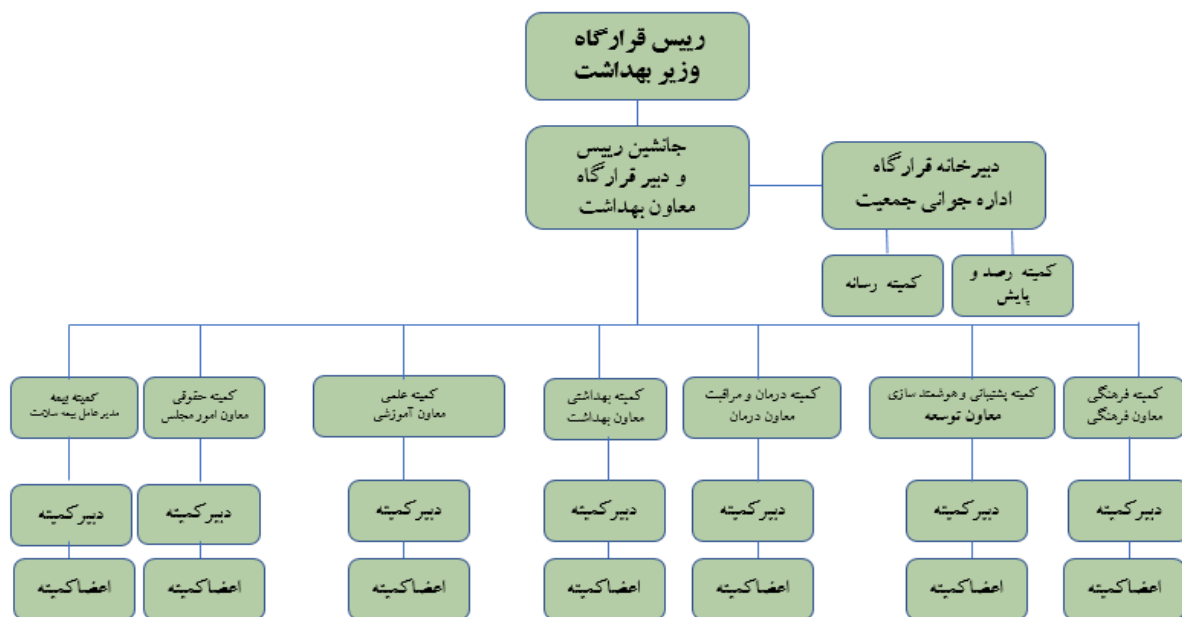 رییس قرارگاه
وزیر بهداشت
جانشین رییس
و دبیر قرارگاه
معاون بهداشت
دبیرخانه قرارگاه
اداره جوانی جمعیت
کمیته رصد و
پایش
کمیته رسانه
کمیته فرهنگی
معاون فرهنگی
کمیته پشتیبانی و هوشمند سازی
معاون توسعه
کمیته درمان و مراقبت
معاون درمان
کمیته بهداشتی
معاون بهداشت
کمیته علمی
معاون آموزشی
کمیته حقوقی
معاون امور مجلس
کمیته بیمه
مدیرعامل بیمه سلامت
دبیرکمیته
دبیرکمیته
دبیرکمیته
دبیرکمیته
دبیرکمیته
دبیرکمیته
دبیرکمیته
اعضاکمیته
اعضاکمیته
اعضاکمیته
اعضاکمیته
اعضاکمیته
اعضاکمیته
اعضاکمیته